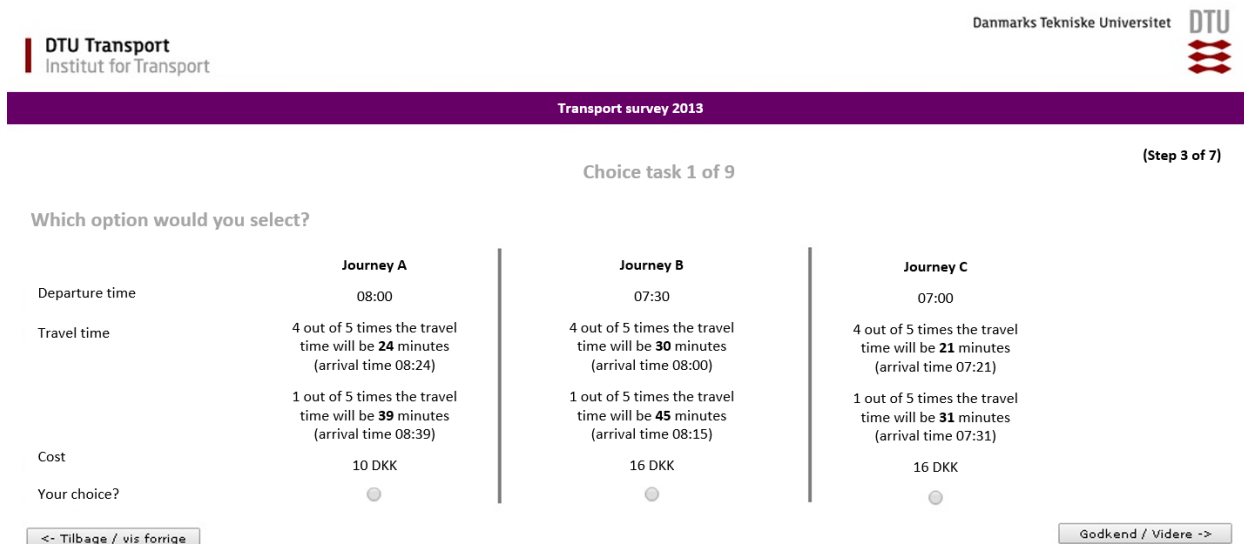 Danmarks Tekniske Universitet DTU
DTU Transport
Institut for Transport
Transport survey 2013
(Step 3 of 7)
Choice task 1 of 9
Which option would you select?
Journey A Journey B Journey C
Departure time 08:00 07:30 07:00
Travel time 4 out of 5 times the travel 4 out of 5 times the travel 4 out of 5 times the travel
time will be 24 minutes time will be 30 minutes time will be 21 minutes
(arrival time 08:24) (arrival time 08:00) (arrival time 07:21)
1 out of 5 times the travel 1 out of 5 times the travel 1 out of 5 times the travel
time will be 39 minutes time will be 45 minutes time will be 31 minutes
(arrival time 08:39) (arrival time 08:15) (arrival time 07:31)
Cost 10 DKK 16 DKK 16 DKK
Your choice?
<- Tilbage / vis forrige Godkend / Videre ->